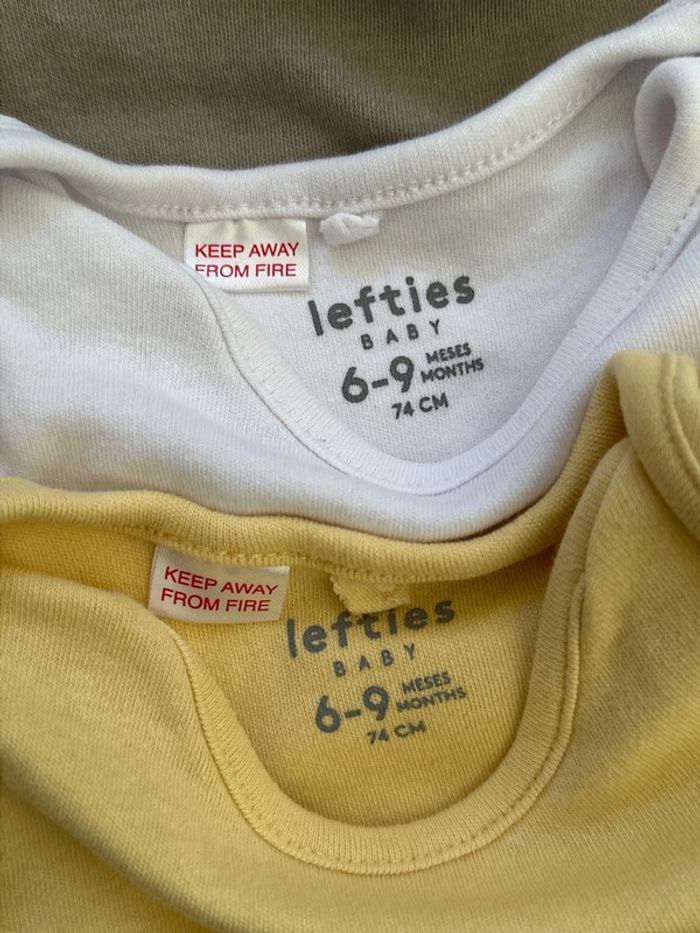 KEEP AWAY
FROM FIRE
lefties
BABY
6-9 MESES
MONTHS
74 CM
KEEP AWAY
FROM FIRE
lefties
BABY
6-9 MESES
MONTHS
74 CM